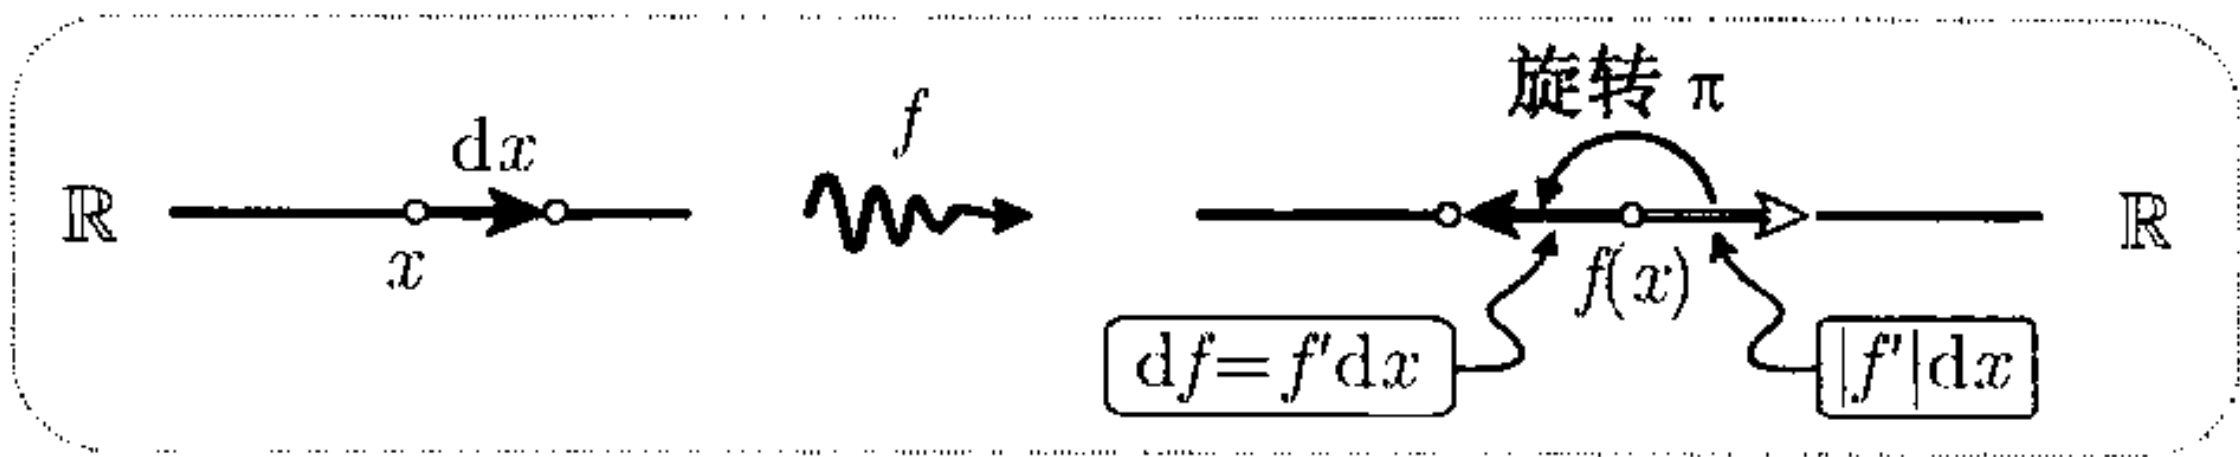 旋转 π
f
dx
ℝ
ℝ
x
f(x)
df=f′dx
|f′|dx